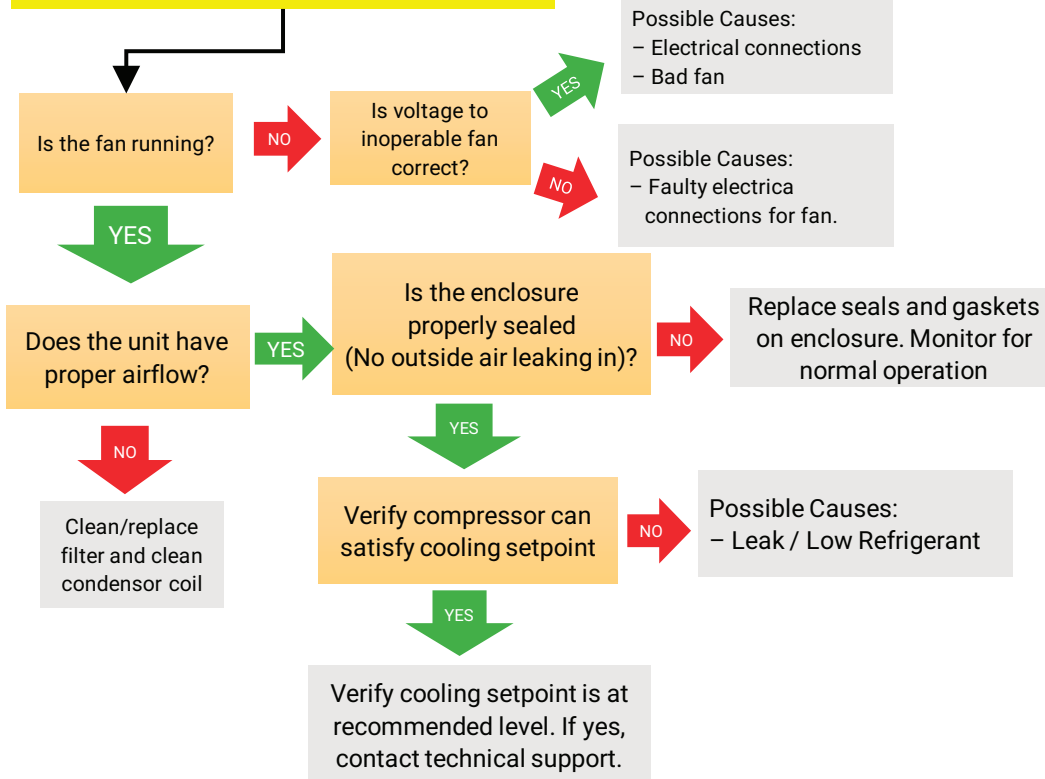 Possible Causes:
– Electrical connections
– Bad fan
Is the fan running?
NO
Is voltage to
inoperable fan
correct?
YES
NO
Possible Causes:
– Faulty electrica
connections for fan.
YES
Does the unit have
proper airflow?
YES
Is the enclosure
properly sealed
(No outside air leaking in)?
NO
Replace seals and gaskets
on enclosure. Monitor for
normal operation
NO
Clean/replace
filter and clean
condensor coil
YES
Verify compressor can
satisfy cooling setpoint
NO
Possible Causes:
– Leak / Low Refrigerant
YES
Verify cooling setpoint is at
recommended level. If yes,
contact technical support.